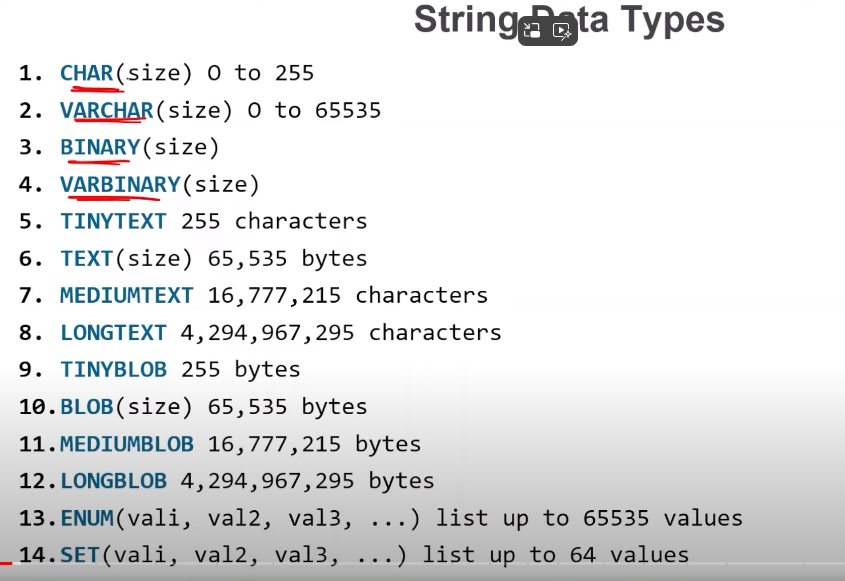 String Data Types
1. CHAR(size) 0 to 255
2. VARCHAR(size) 0 to 65535
3. BINARY(size)
4. VARBINARY(size)
5. TINYTEXT 255 characters
6. TEXT(size) 65,535 bytes
7. MEDIUMTEXT 16,777,215 characters
8. LONGTEXT 4,294,967,295 characters
9. TINYBLOB 255 bytes
10.BLOB(size) 65,535 bytes
11.MEDIUMBLOB 16,777,215 bytes
12.LONGBLOB 4,294,967,295 bytes
13.ENUM(vali, val2, val3, ...) list up to 65535 values
14.SET(vali, val2, val3, ...) list up to 64 values